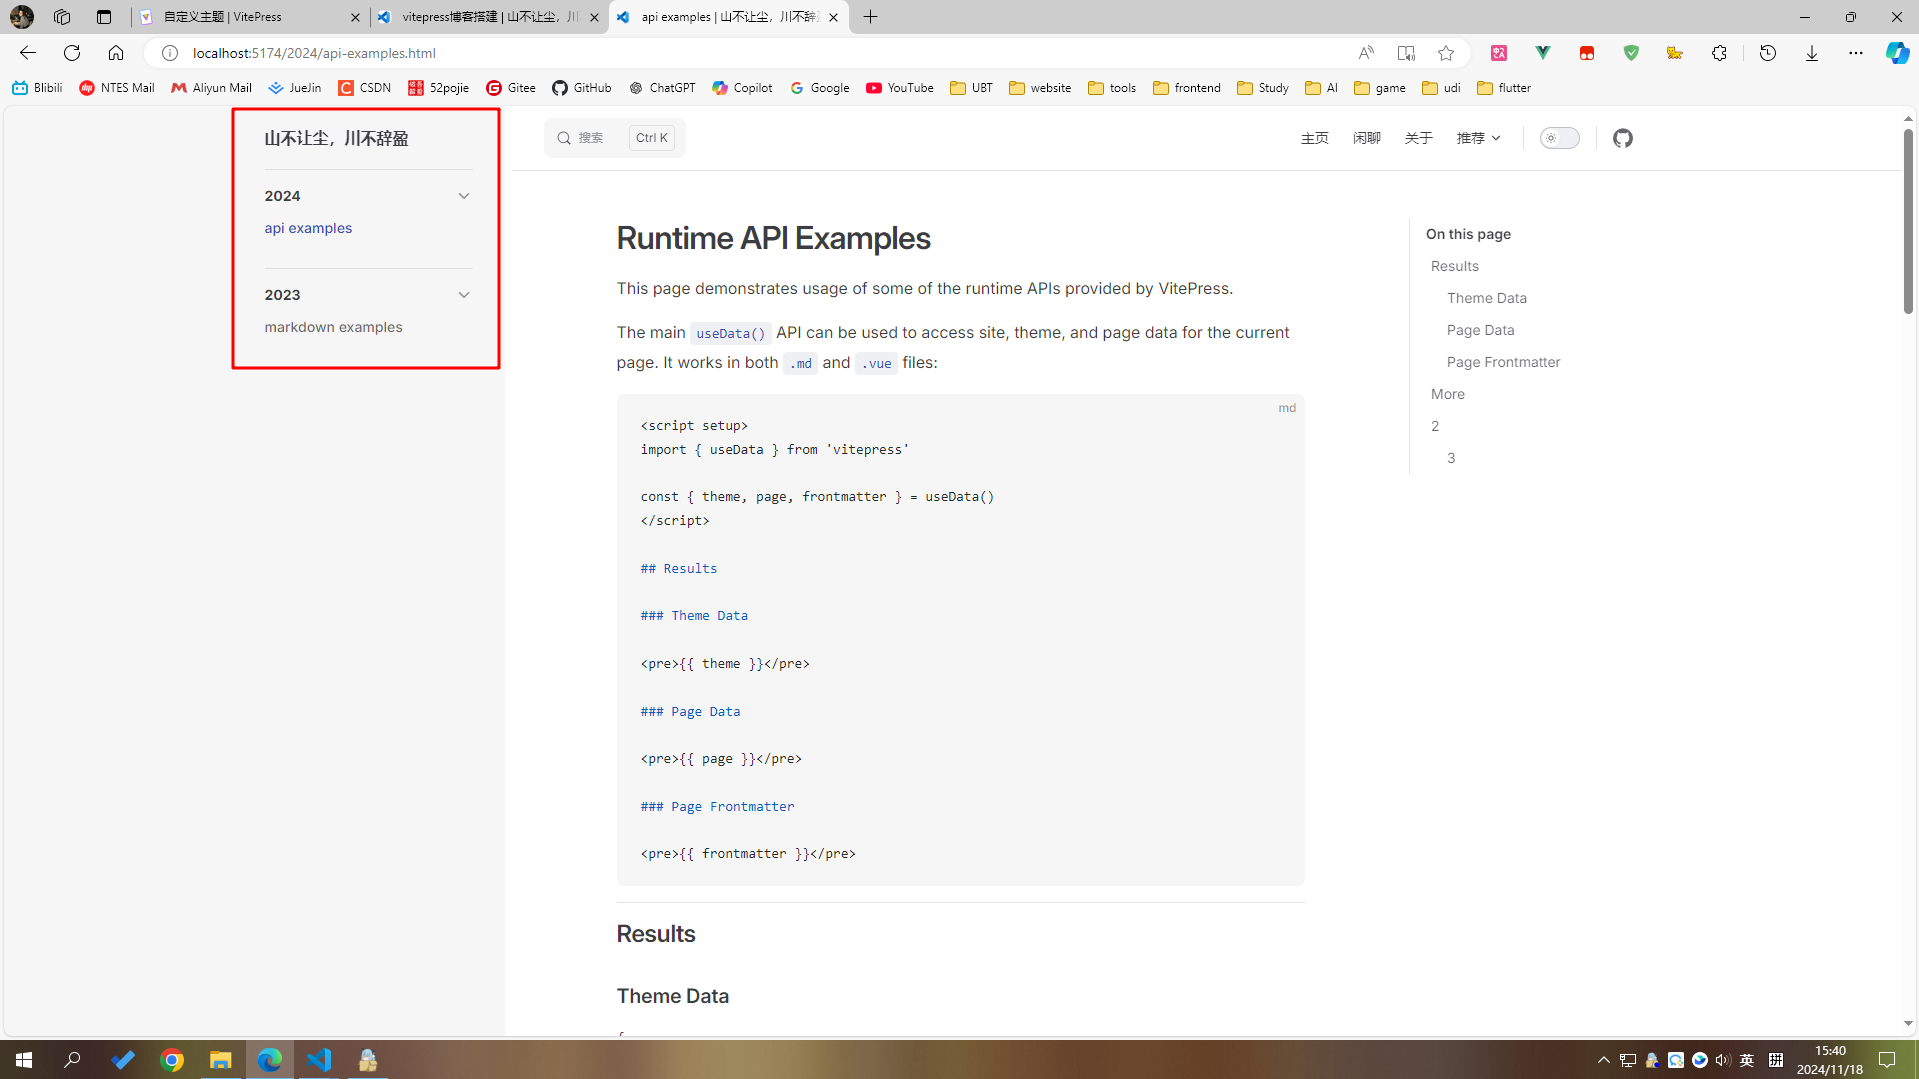 自定义主题 | VitePress
vitepress博客搭建 | 山不让尘，川
api examples | 山不让尘，川不辞
localhost:5174/2024/api-examples.html
Blibili NTES Mail Aliyun Mail JueJin CSDN 52pojie Gitee GitHub ChatGPT Copilot Google YouTube UBT website tools frontend Study AI game udi flutter
山不让尘，川不辞盈
2024
api examples
2023
markdown examples
搜索 Ctrl K
主页 闲聊 关于 推荐
Runtime API Examples
This page demonstrates usage of some of the runtime APIs provided by VitePress.
The main useData() API can be used to access site, theme, and page data for the current
page. It works in both .md and .vue files:
md
<script setup>
import { useData } from 'vitepress'
const { theme, page, frontmatter } = useData()
</script>
## Results
### Theme Data
<pre>{{ theme }}</pre>
### Page Data
<pre>{{ page }}</pre>
### Page Frontmatter
<pre>{{ frontmatter }}</pre>
Results
Theme Data
On this page
Results
Theme Data
Page Data
Page Frontmatter
More
2
3
英 拼
15:40
2024/11/18